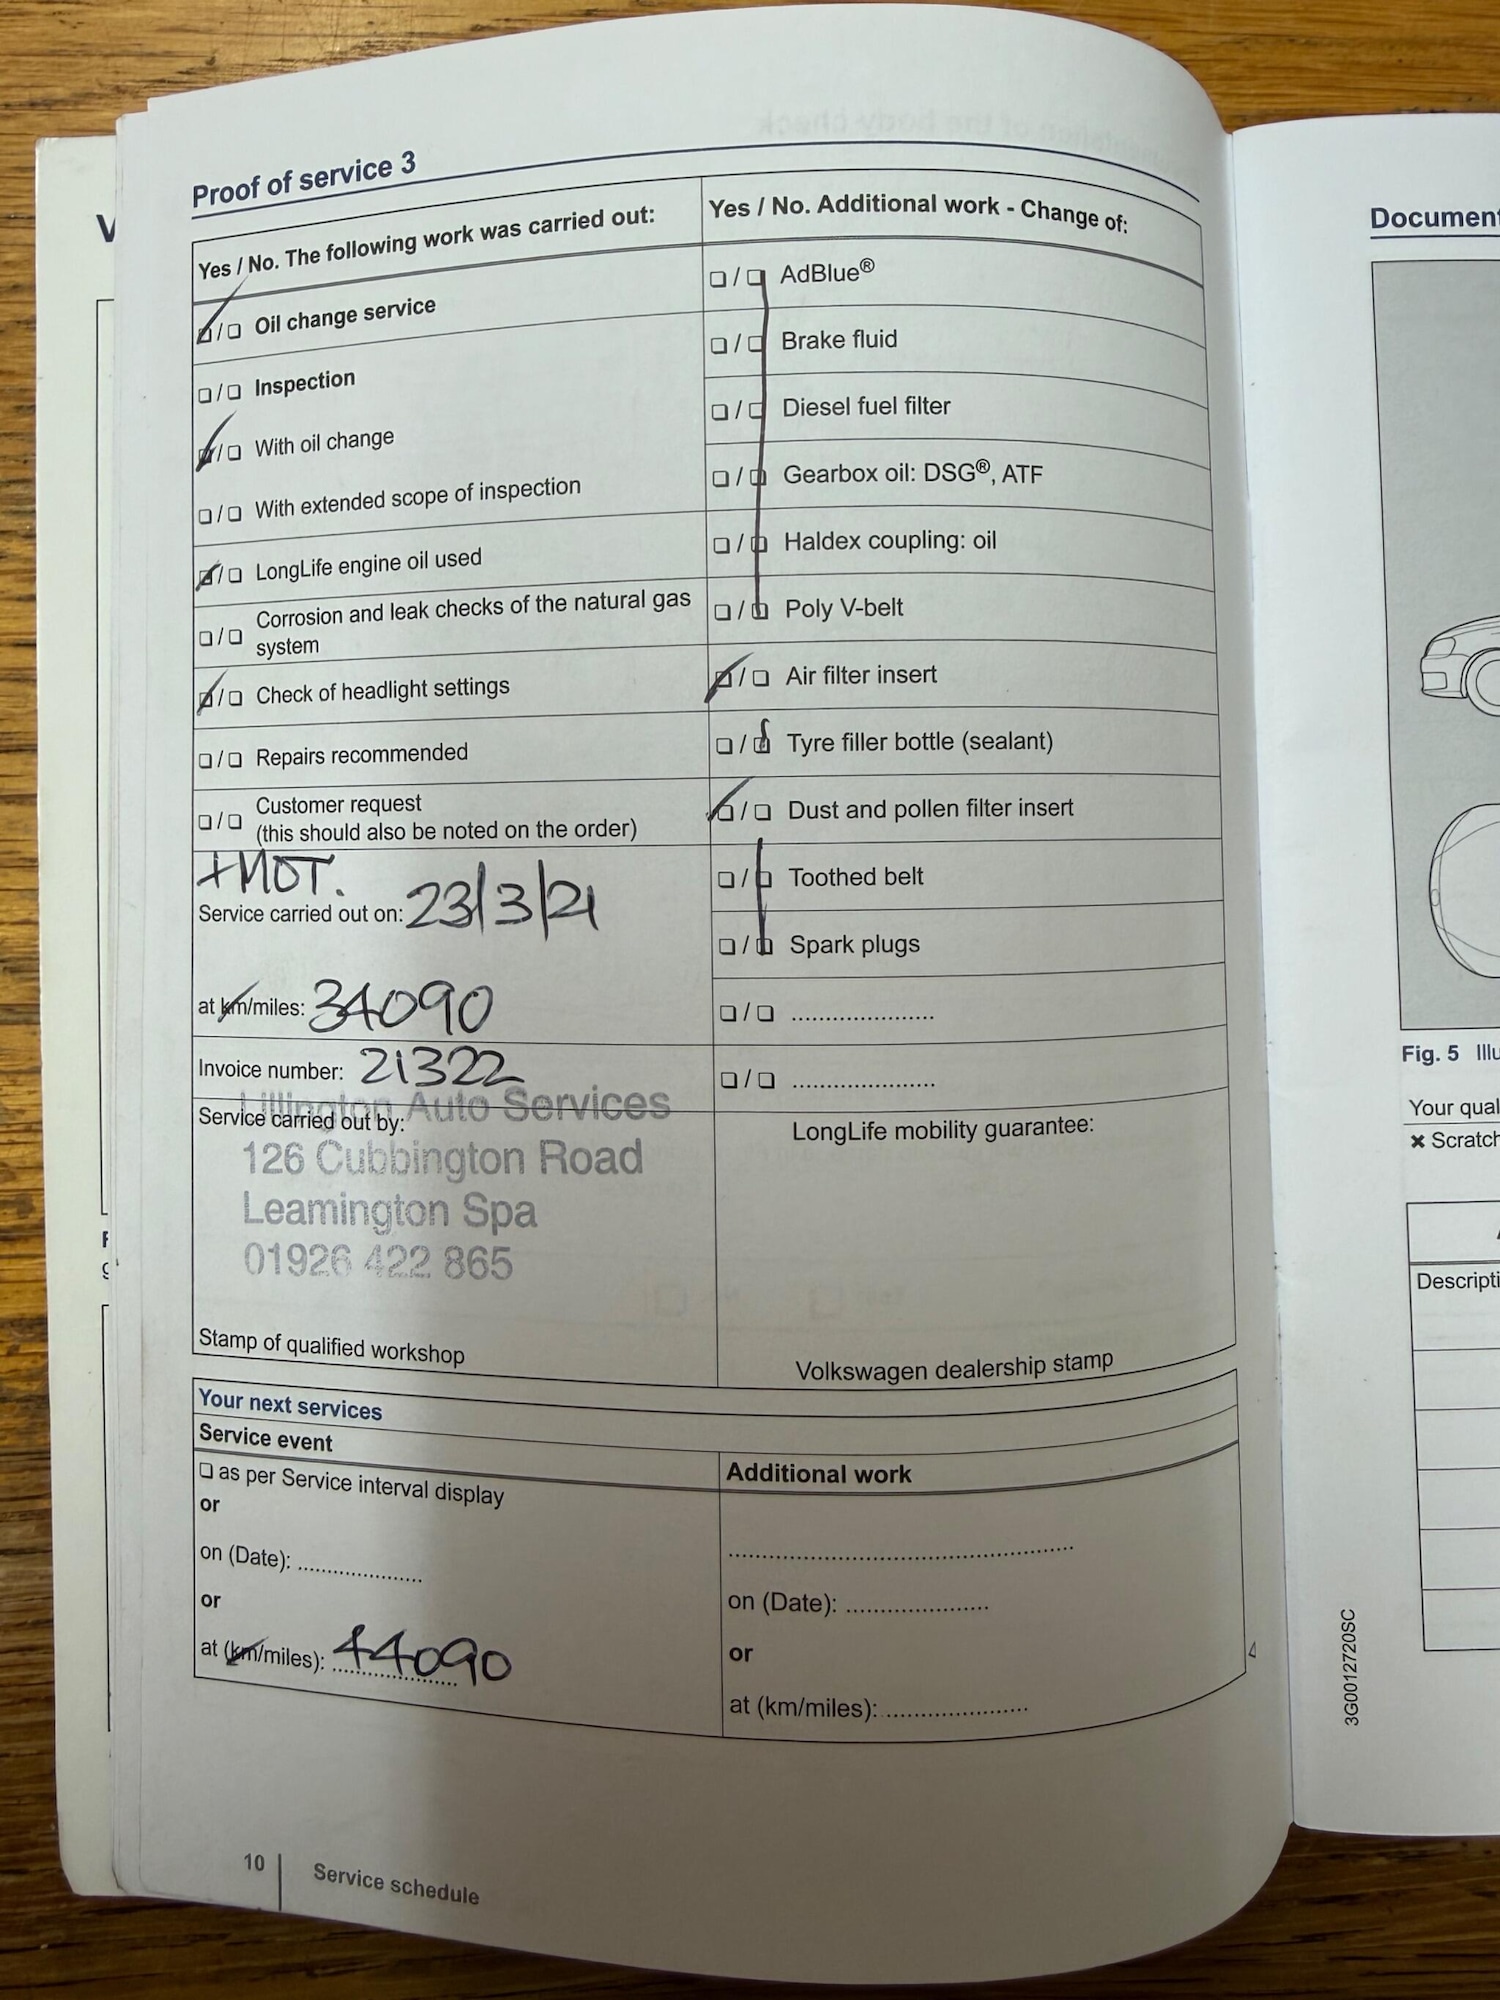 Proof of service 3
Yes / No. The following work was carried out:
Oil change service
Inspection
With oil change
With extended scope of inspection
LongLife engine oil used
Corrosion and leak checks of the natural gas
system
Check of headlight settings
Repairs recommended
Customer request
(this should also be noted on the order)
+MOT.
Service carried out on: 23/3/21
at km/miles: 34090
Invoice number: 21322
Service carried out by:
Lillington Auto Services
126 Cubbington Road
Leamington Spa
01926 422 865
Stamp of qualified workshop
Yes / No. Additional work - Change of:
AdBlue®
Brake fluid
Diesel fuel filter
Gearbox oil: DSG®, ATF
Haldex coupling: oil
Poly V-belt
Air filter insert
Tyre filler bottle (sealant)
Dust and pollen filter insert
Toothed belt
Spark plugs
LongLife mobility guarantee:
Volkswagen dealership stamp
Your next services
Service event
as per Service interval display
or
on (Date):
or
at (km/miles): 44090
Additional work
on (Date):
or
at (km/miles):
10 Service schedule
Document
Fig. 5 Illu
Your qual
✖ Scratch
Descripti
3G0012720SC